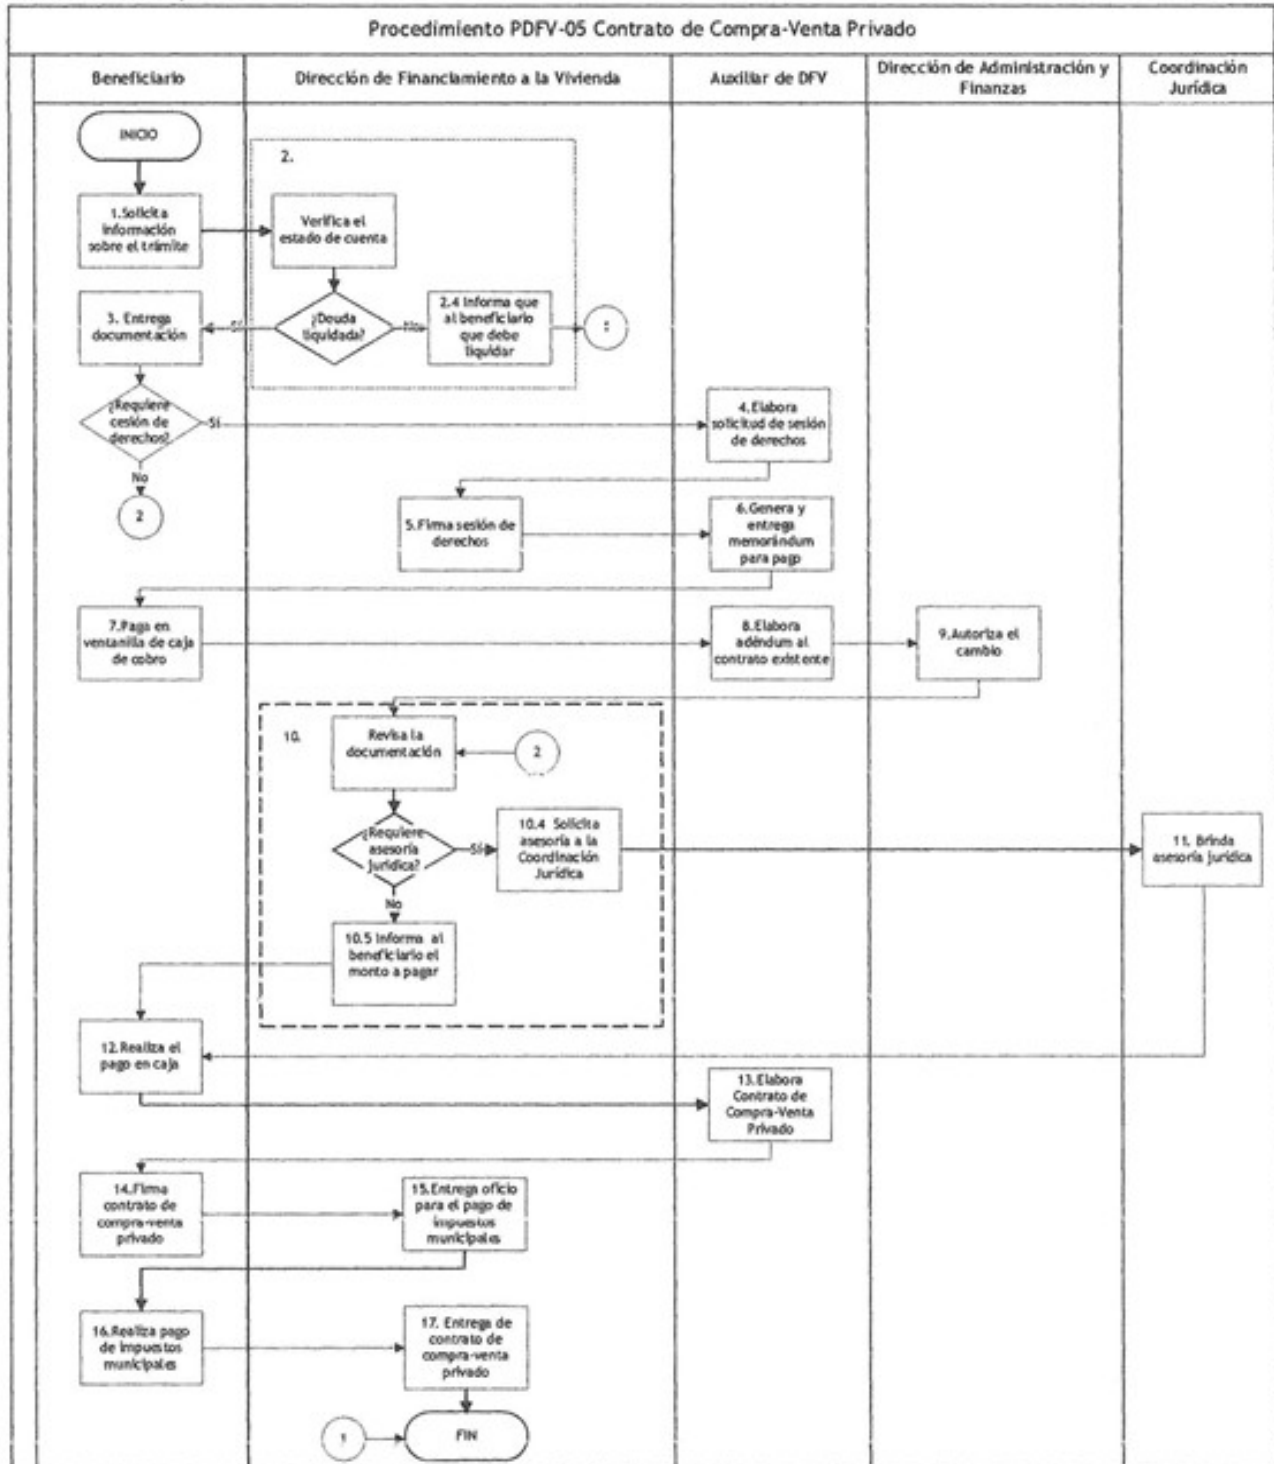 Procedimiento PDFV-05 Contrato de Compra-Venta Privado
Beneficiario
Dirección de Financiamiento a la Vivienda
Auxiliar de DFV
Dirección de Administración y
Finanzas
Coordinación
Jurídica
INICIO
2.
1.Solicita
información
sobre el trámite
Verifica el
estado de cuenta
3. Entrega
documentación
Sí
¿Deuda
liquidada?
No
2.4 Informa que
al beneficiario
que debe
liquidar
1
¿Requiere
cesión de
derechos?
Sí
No
2
4.Elabora
solicitud de sesión
de derechos
5.Firma sesión de
derechos
6.Genera y
entrega
memorándum
para pago
7.Paga en
ventanilla de caja
de cobro
8.Elabora
adéndum al
contrato existente
9.Autoriza el
cambio
10.
Revisa la
documentación
2
¿Requiere
asesoría
jurídica?
Sí
No
10.4 Solicita
asesoría a la
Coordinación
Jurídica
11. Brinda
asesoría jurídica
10.5 Informa al
beneficiario el
monto a pagar
12.Realiza el
pago en caja
13.Elabora
Contrato de
Compra-Venta
Privado
14.Firma
contrato de
compra-venta
privado
15.Entrega oficio
para el pago de
impuestos
municipales
16.Realiza pago
de impuestos
municipales
17. Entrega de
contrato de
compra-venta
privado
1
FIN